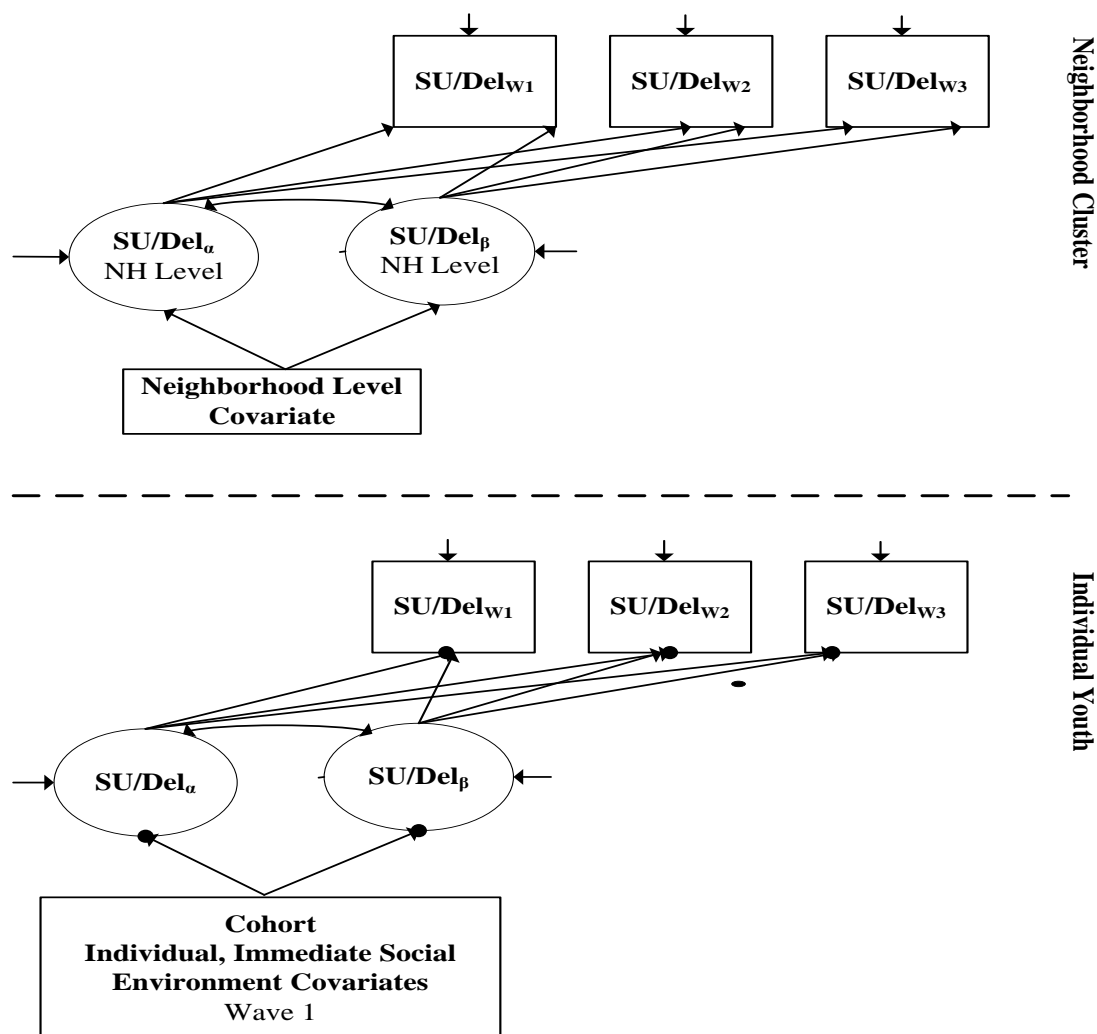 SU/Del_W1 SU/Del_W2 SU/Del_W3
Neighborhood Cluster
SU/Del_α
NH Level
SU/Del_β
NH Level
Neighborhood Level
Covariate
SU/Del_W1 SU/Del_W2 SU/Del_W3
Individual Youth
SU/Del_α
SU/Del_β
Cohort
Individual, Immediate Social
Environment Covariates
Wave 1